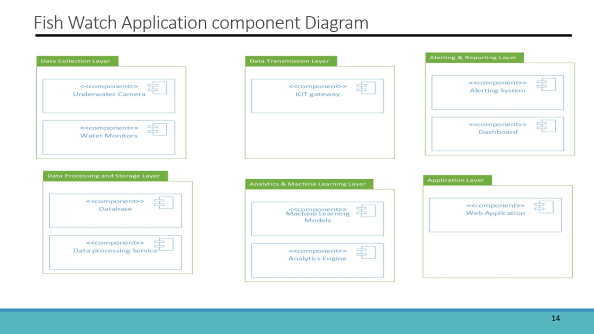 Fish Watch Application component Diagram
Data Collection Layer
<<component>>
Underwater Camera
<<component>>
Water Monitors
Data Transmission Layer
<<component>>
IOT gateway
Alerting & Reporting Layer
<<component>>
Alerting System
<<component>>
Dashboard
Data Processing and Storage Layer
<<component>>
Database
<<component>>
Data processing Service
Analytics & Machine Learning Layer
<<component>>
Machine Learning
Models
<<component>>
Analytics Engine
Application Layer
<<component>>
Web Application
14